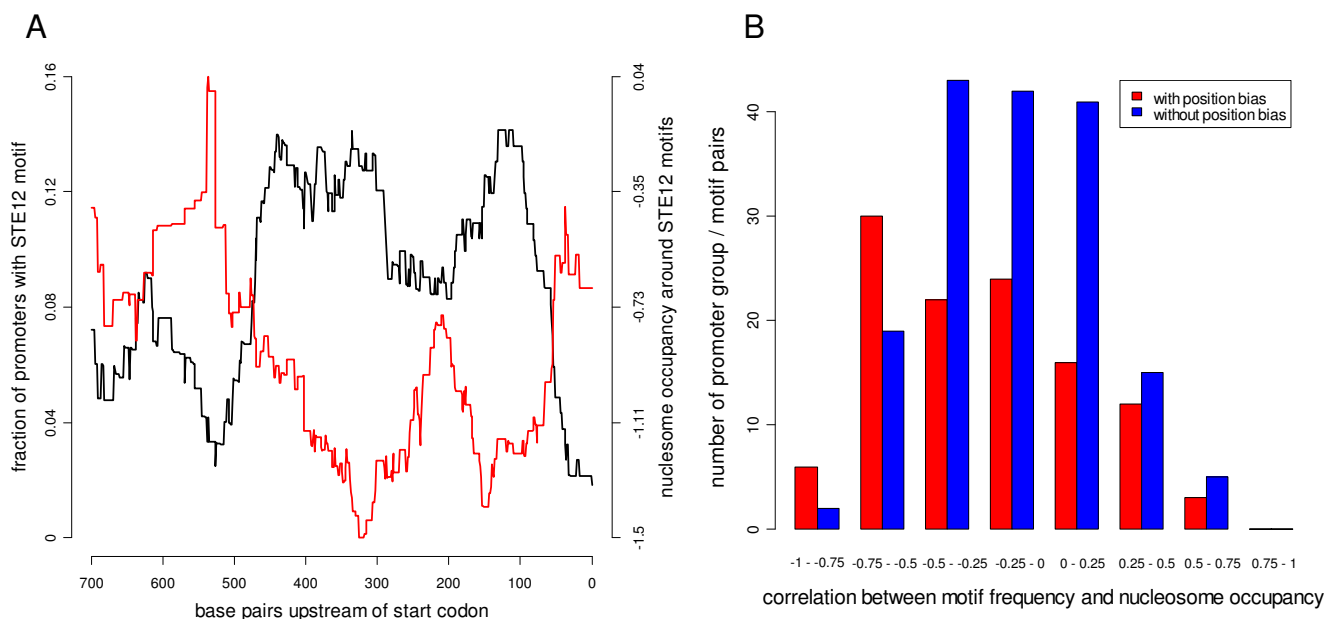 A
fraction of promoters with STE12 motif
0.16
0.12
0.08
0.04
0
0.04
-0.35
-0.73
-1.11
-1.5
nuclesome occupancy around STE12 motifs
700 600 500 400 300 200 100 0
base pairs upstream of start codon
B
number of promoter group / motif pairs
40
30
20
10
0
with position bias
without position bias
-1 - -0.75 -0.75 - -0.5 -0.5 - -0.25 -0.25 - 0 0 - 0.25 0.25 - 0.5 0.5 - 0.75 0.75 - 1
correlation between motif frequency and nucleosome occupancy